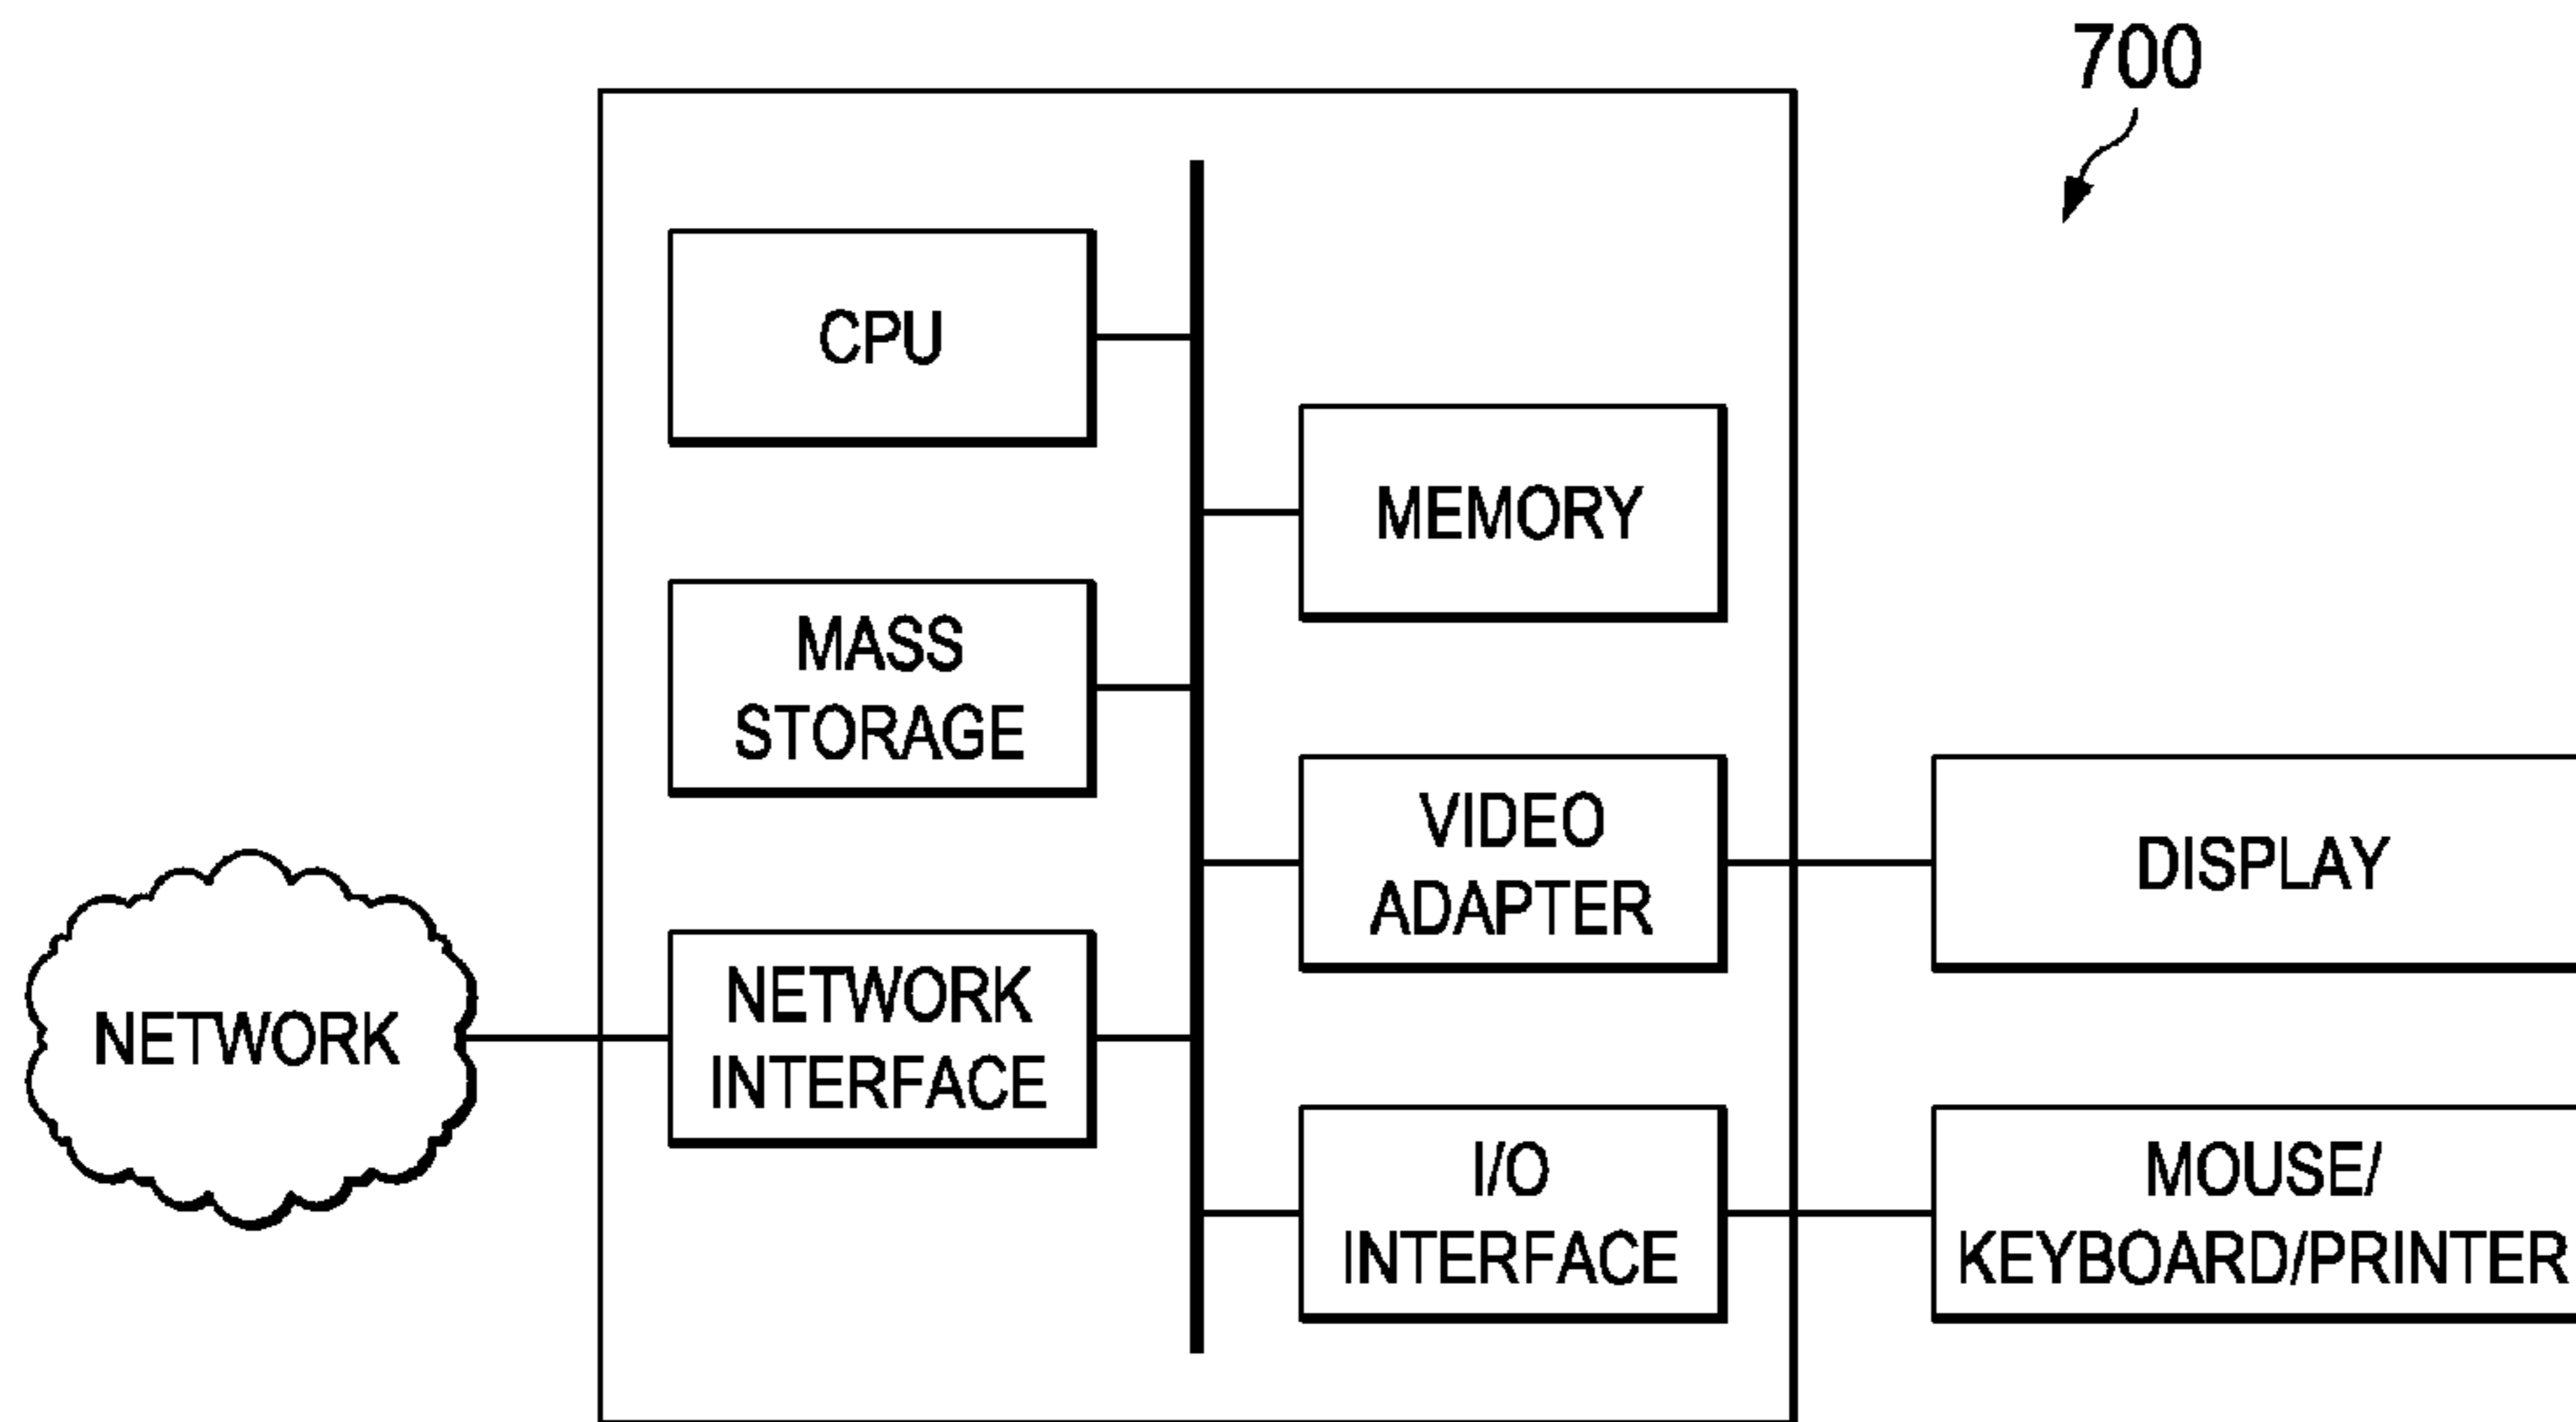 700
CPU
MEMORY
MASS
STORAGE
VIDEO
ADAPTER
DISPLAY
NETWORK
NETWORK
INTERFACE
I/O
INTERFACE
MOUSE/
KEYBOARD/PRINTER